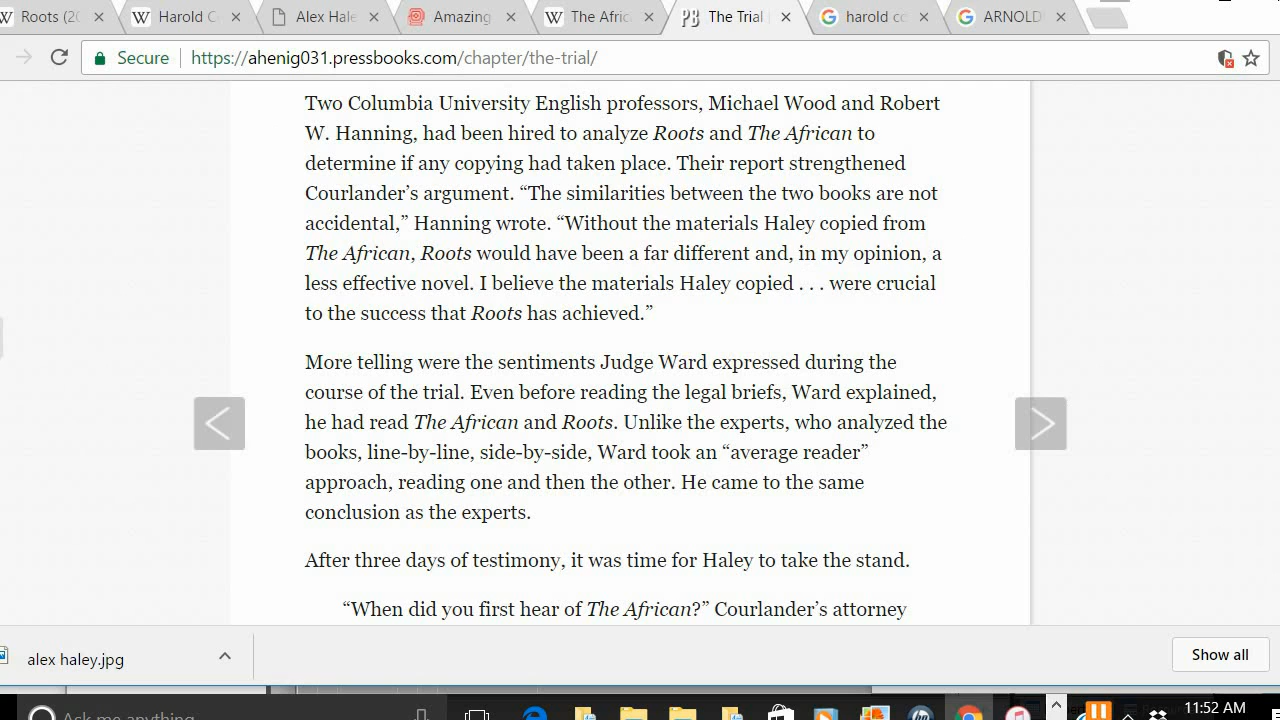 Roots (20
Harold C
Alex Hale
Amazing
The Afric
The Trial
harold co
ARNOLD
Secure
https://ahenig031.pressbooks.com/chapter/the-trial/
Two Columbia University English professors, Michael Wood and Robert
W. Hanning, had been hired to analyze Roots and The African to
determine if any copying had taken place. Their report strengthened
Courlander’s argument. “The similarities between the two books are not
accidental,” Hanning wrote. “Without the materials Haley copied from
The African, Roots would have been a far different and, in my opinion, a
less effective novel. I believe the materials Haley copied . . . were crucial
to the success that Roots has achieved.”
More telling were the sentiments Judge Ward expressed during the
course of the trial. Even before reading the legal briefs, Ward explained,
he had read The African and Roots. Unlike the experts, who analyzed the
books, line-by-line, side-by-side, Ward took an “average reader”
approach, reading one and then the other. He came to the same
conclusion as the experts.
After three days of testimony, it was time for Haley to take the stand.
“When did you first hear of The African?” Courlander’s attorney
alex haley.jpg
Show all
Ask me anything
11:52 AM